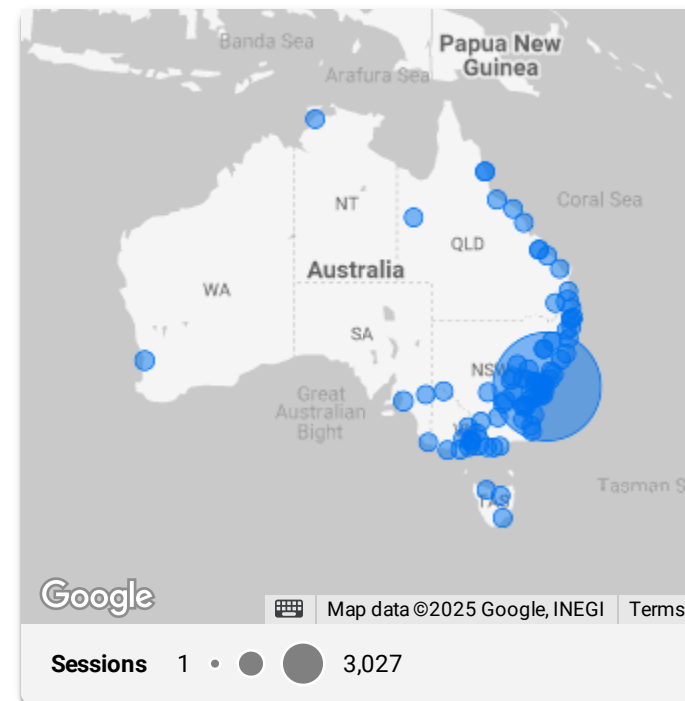 Banda Sea
Papua New
Guinea
Arafura Sea
Coral Sea
NT
QLD
Australia
WA
SA
NSW
Great
Australian
Bight
TAS
Tasman S
Google
Map data ©2025 Google, INEGI
Terms
Sessions 1 3,027